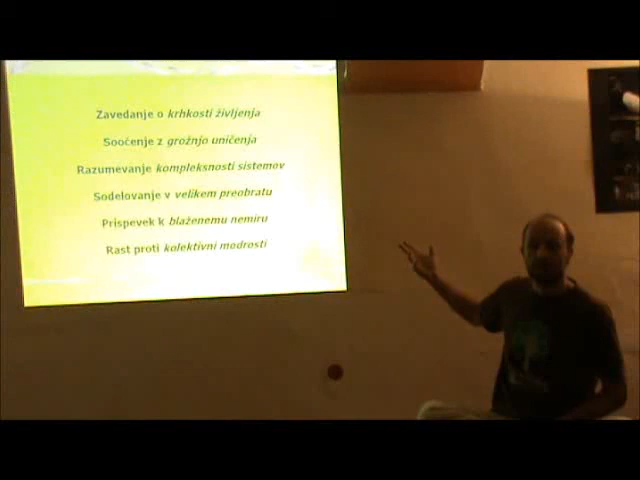 Zavedanje o krhkosti življenja
Soočenje z grožnjo uničenja
Razumevanje kompleksnosti sistemov
Sodelovanje v velikem preobratu
Prispevek k blaženemu nemiru
Rast proti kolektivni modrosti